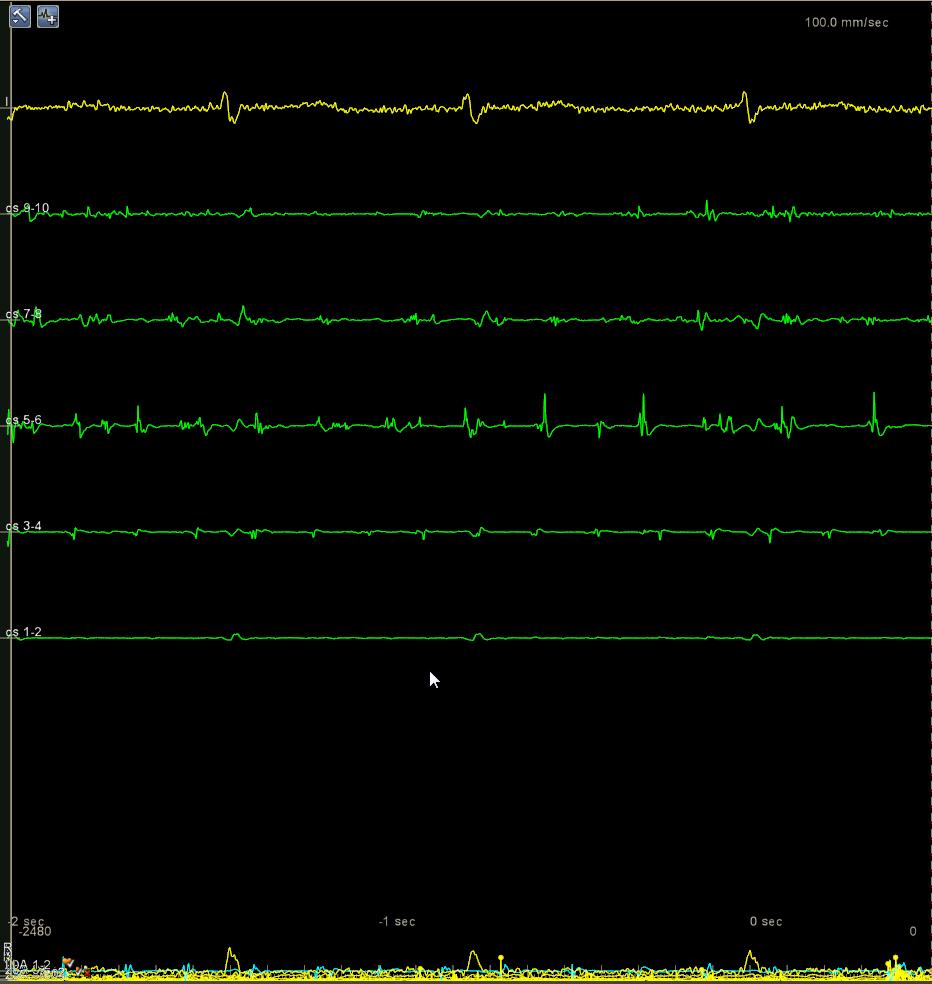 100.0 mm/sec
I
cs 9-10
cs 7-8
cs 5-6
cs 3-4
cs 1-2
-2 sec
-1 sec
0 sec
-2480
0